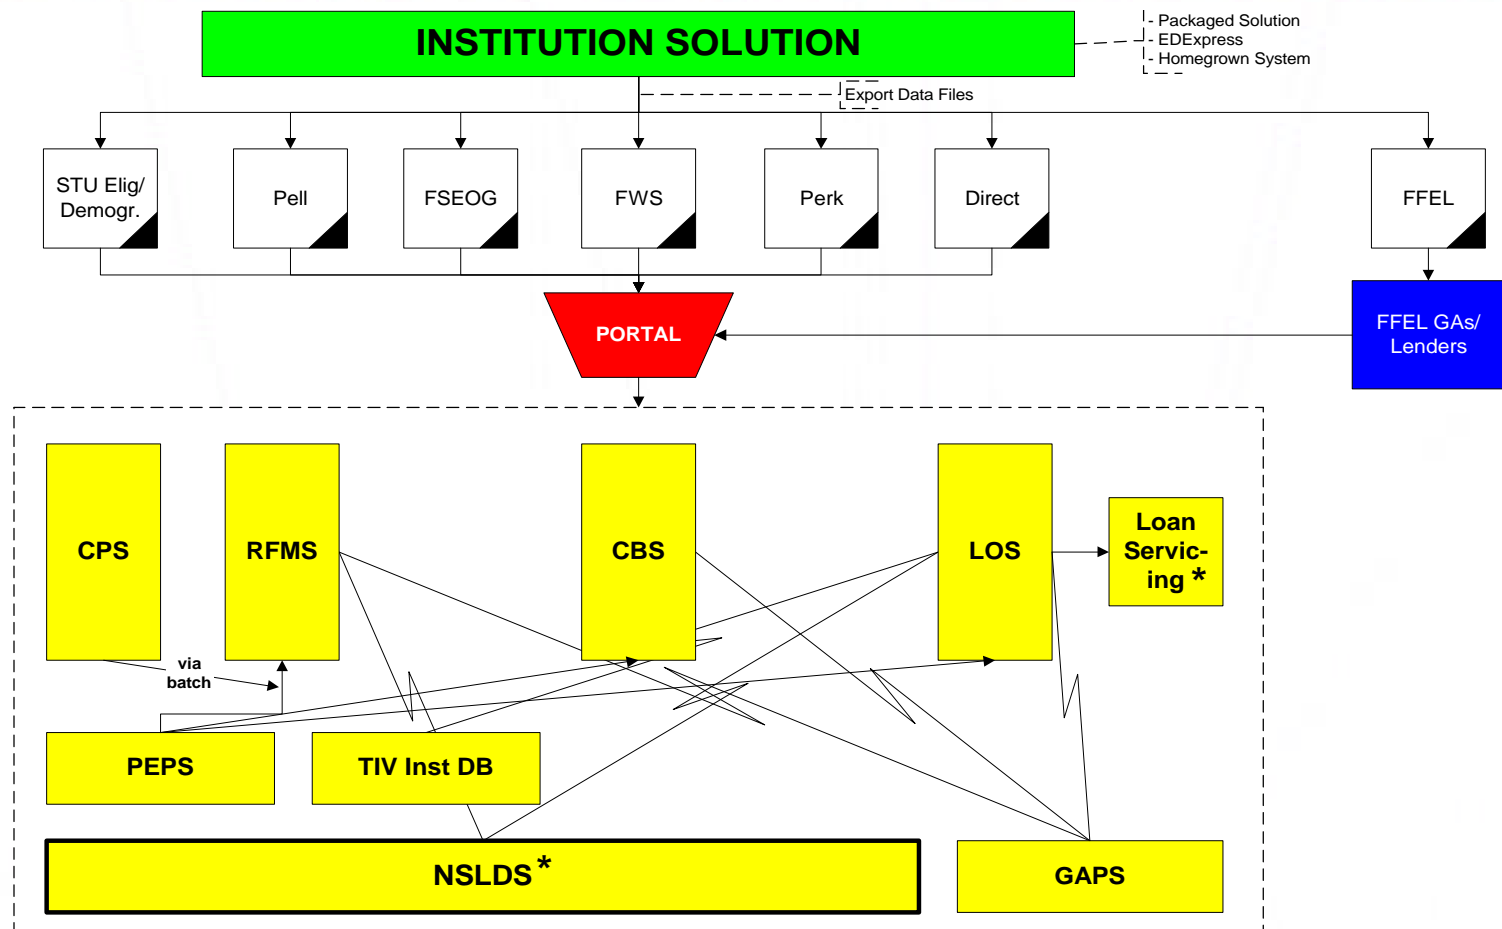 INSTITUTION SOLUTION
- Packaged Solution
- EDExpress
- Homegrown System
Export Data Files
STU Elig/
Demogr.
Pell
FSEOG
FWS
Perk
Direct
FFEL
PORTAL
FFEL GAs/
Lenders
CPS
RFMS
CBS
LOS
Loan
Servic-
ing *
via
batch
PEPS
TIV Inst DB
NSLDS *
GAPS